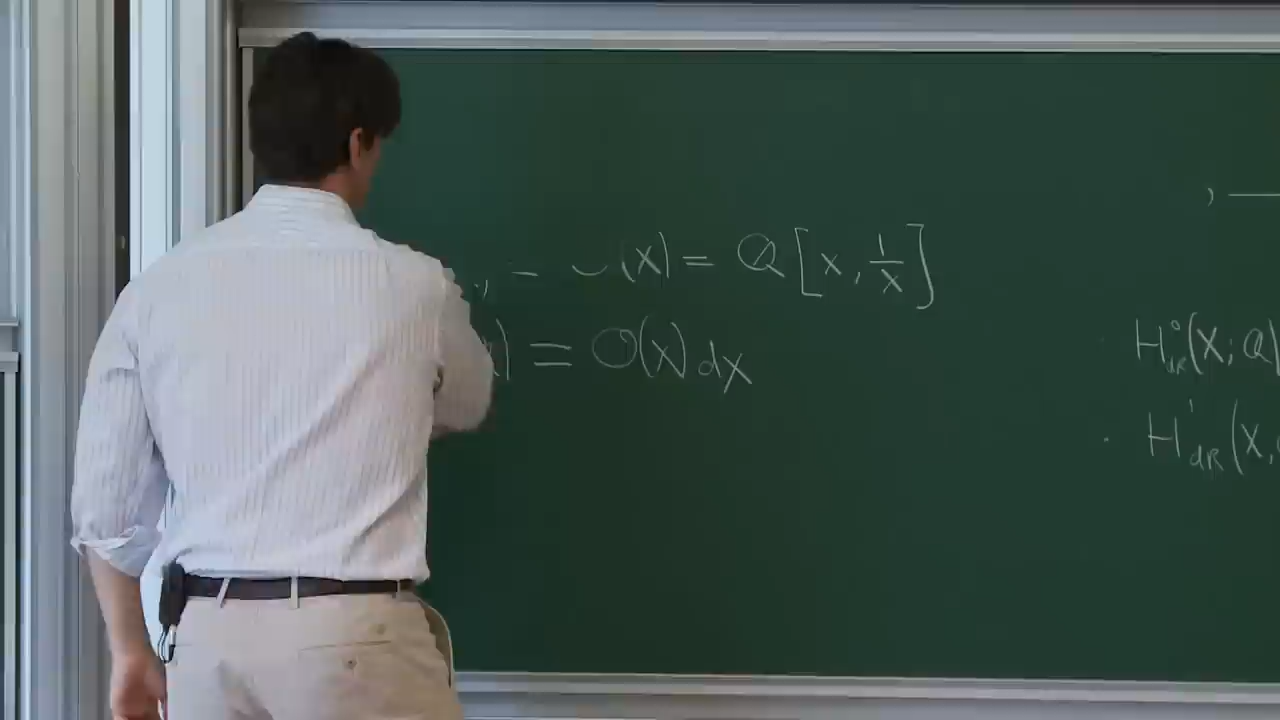 (X) = Q[x, 1/x]
) = O(X) dx
H⁰_dR(X; Q)
H¹_dR(X,